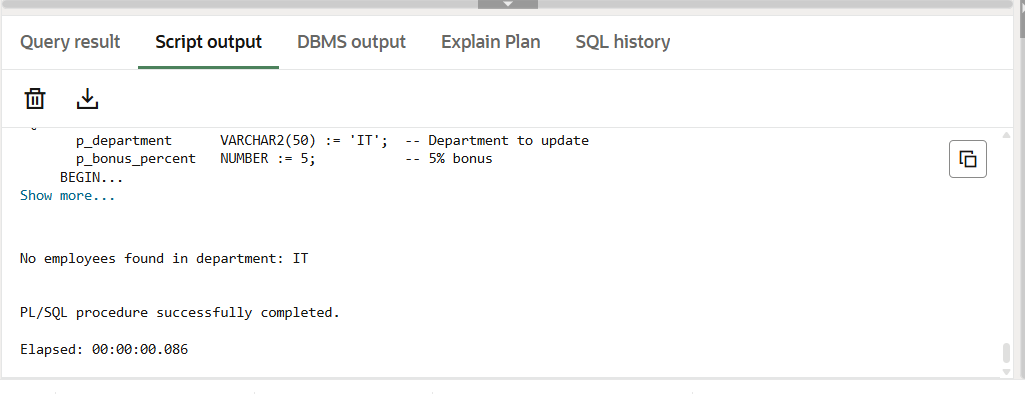 Query result Script output DBMS output Explain Plan SQL history
p_department VARCHAR2(50) := 'IT'; -- Department to update
p_bonus_percent NUMBER := 5; -- 5% bonus
BEGIN...
Show more...
No employees found in department: IT
PL/SQL procedure successfully completed.
Elapsed: 00:00:00.086